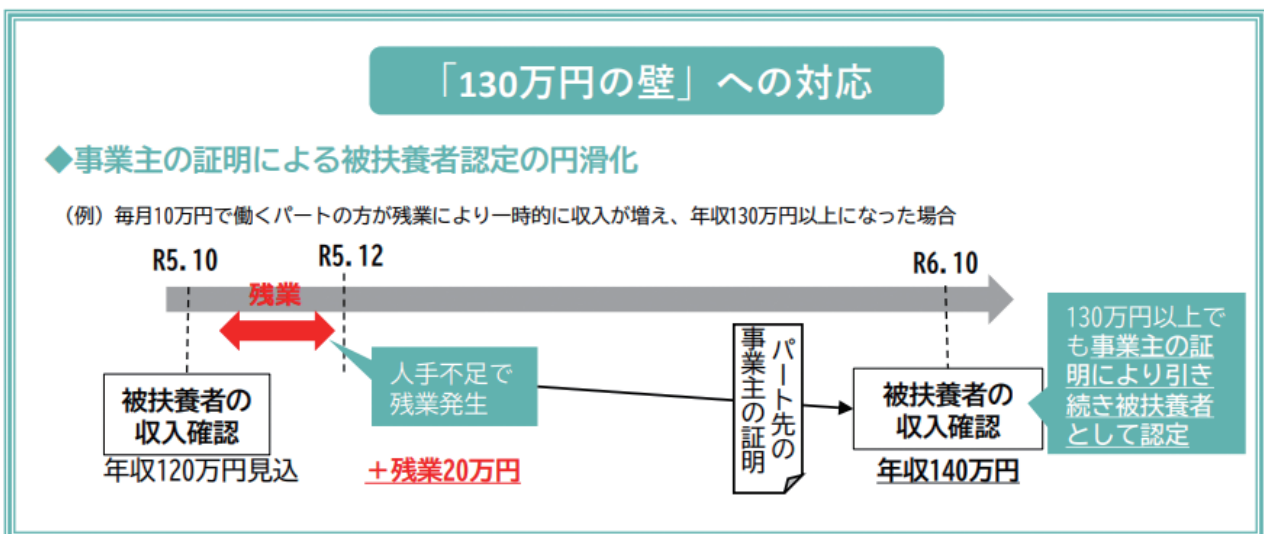 「130万円の壁」への対応
◆事業主の証明による被扶養者認定の円滑化
(例)毎月10万円で働くパートの方が残業により一時的に収入が増え、年収130万円以上になった場合
R5.10
R5.12
R6.10
残業
人手不足で
残業発生
被扶養者の
収入確認
年収120万円見込
+残業20万円
パート先の
事業主の証明
被扶養者の
収入確認
年収140万円
130万円以上で
も事業主の証
明により引き
続き被扶養者
として認定